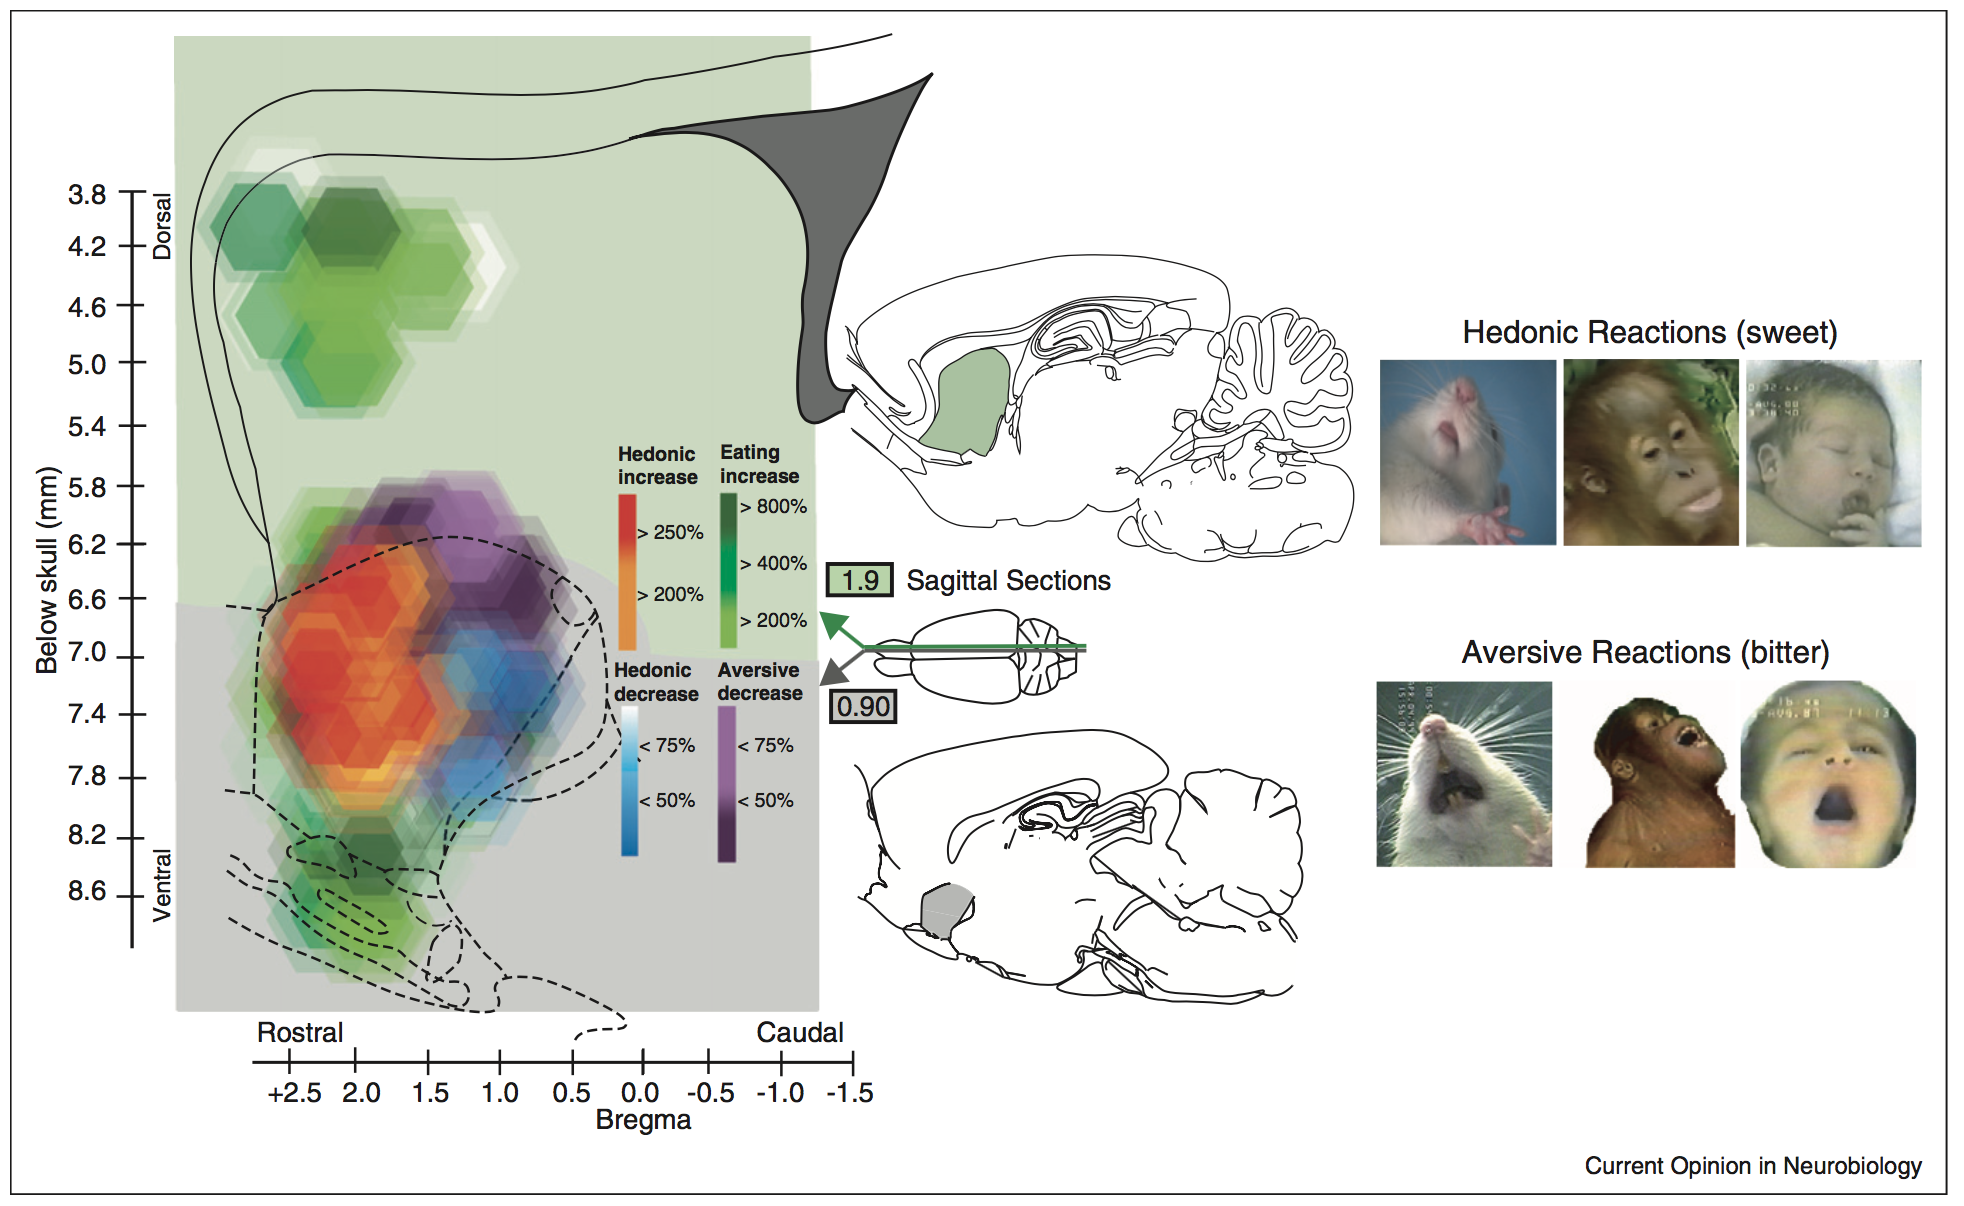 3.8
4.2
4.6
5.0
5.4
5.8
6.2
6.6
7.0
7.4
7.8
8.2
8.6
Below skull (mm)
Dorsal
Ventral
Hedonic
increase
> 250%
> 200%
Eating
increase
> 800%
> 400%
> 200%
Hedonic
decrease
< 75%
< 50%
Aversive
decrease
< 75%
< 50%
1.9
Sagittal Sections
0.90
Rostral
Caudal
+2.5 2.0 1.5 1.0 0.5 0.0 -0.5 -1.0 -1.5
Bregma
Hedonic Reactions (sweet)
Aversive Reactions (bitter)
Current Opinion in Neurobiology